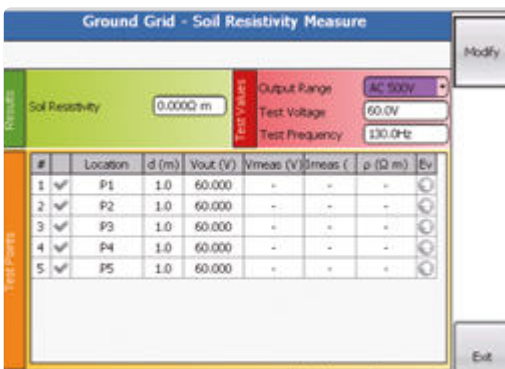 Ground Grid - Soil Resistivity Measure
Modify
Results
Soil Resistivity 0.000Ω m
Test Values
Output Range AC 500V
Test Voltage 60.0V
Test Frequency 130.0Hz
Test Points
# Location d (m) Vout (V) Vmeas (V) Imeas ( ρ (Ω m) Ev
1 P1 1.0 60.000 - - -
2 P2 1.0 60.000 - - -
3 P3 1.0 60.000 - - -
4 P4 1.0 60.000 - - -
5 P5 1.0 60.000 - - -
Exit